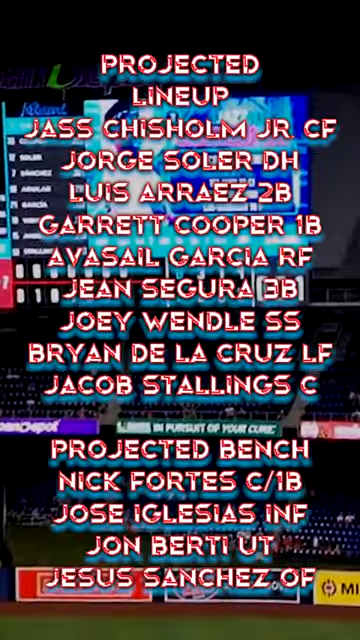 PROJECTED
LINEUP
JASS CHISHOLM JR. CF
JORGE SOLER DH
LUIS ARRAEZ 2B
GARRETT COOPER 1B
AVASAIL GARCIA RF
JEAN SEGURA 3B
JOEY WENDLE SS
BRYAN DE LA CRUZ LF
JACOB STALLINGS C
IN PURSUIT OF YOUR CURE.
PROJECTED BENCH
NICK FORTES C/1B
JOSE IGLESIAS INF
JON BERTI UT
JESUS SANCHEZ OF